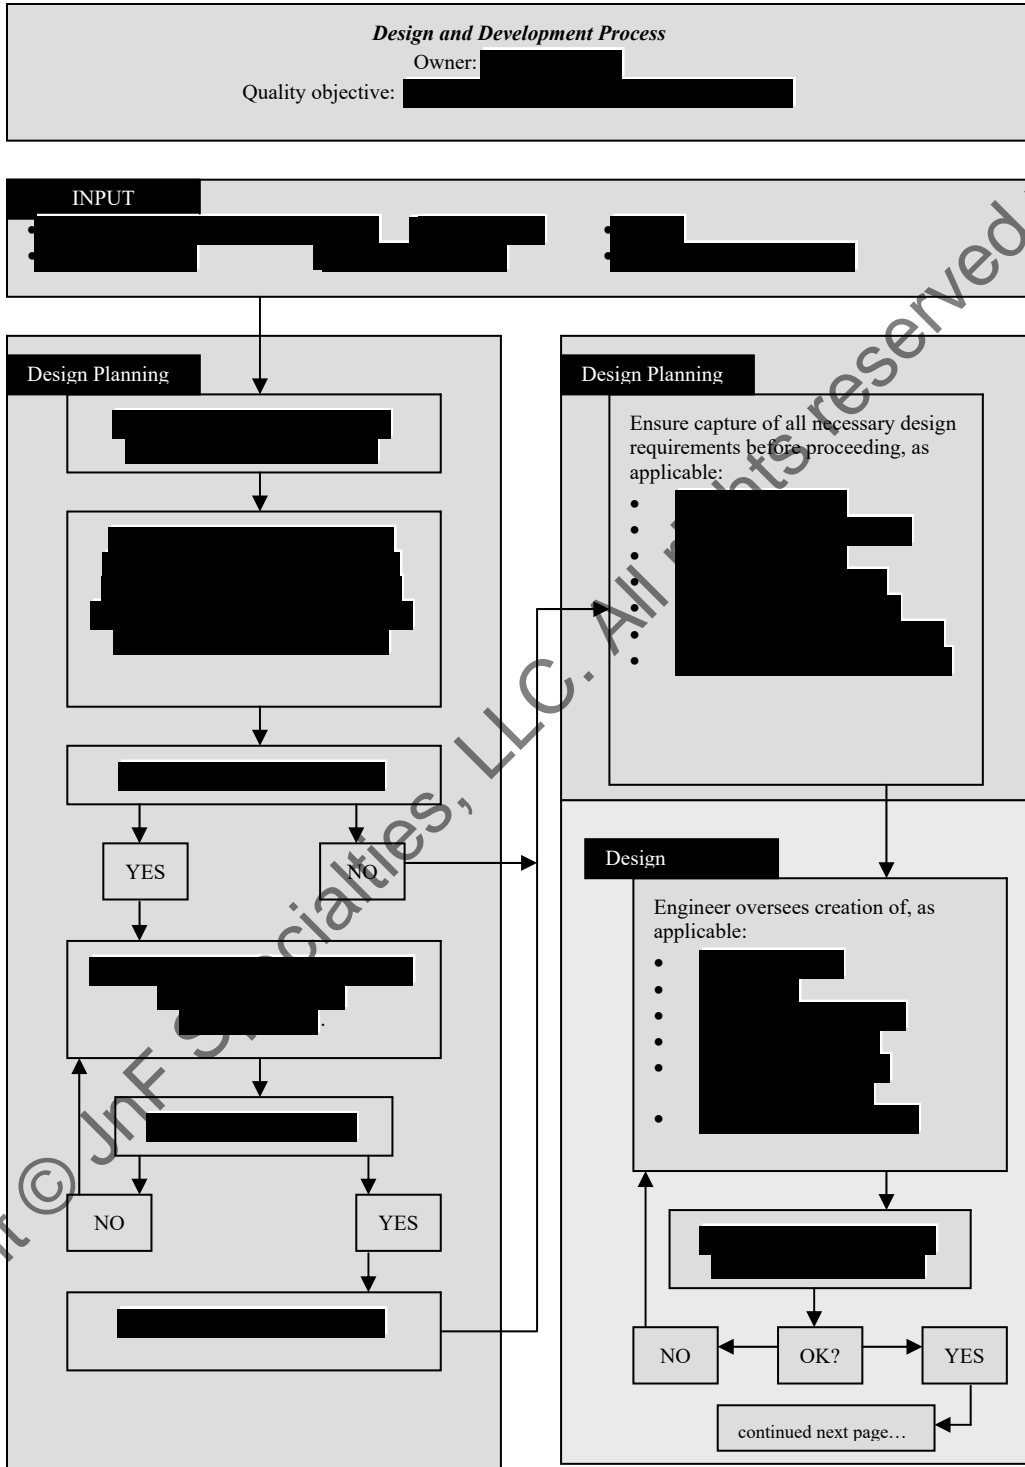 Design and Development Process
Owner:
Quality objective:
INPUT
Design Planning
YES
NO
.
NO
YES
Design Planning
Ensure capture of all necessary design
requirements before proceeding, as
applicable:
Design
Engineer oversees creation of, as
applicable:
NO
OK?
YES
continued next page…
© JnF Specialties, LLC. All rights reserved